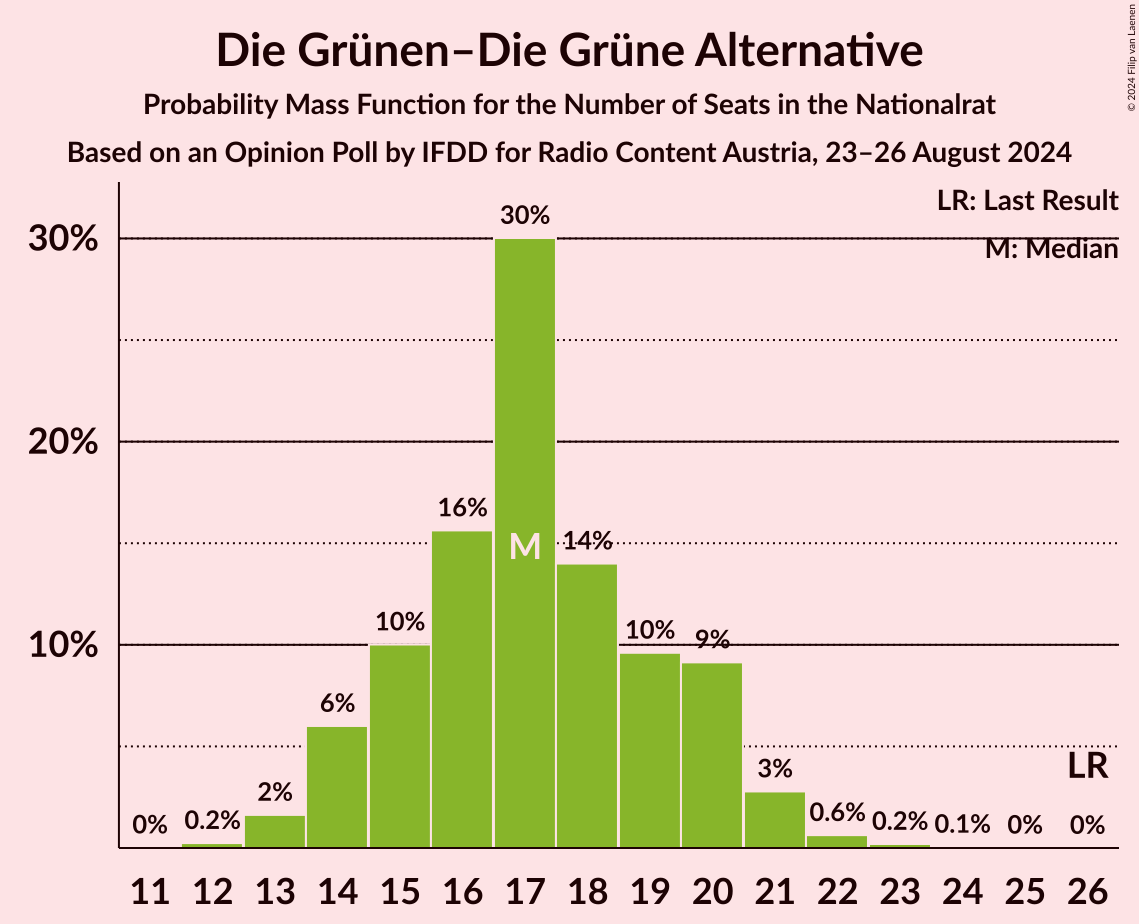 Die Grünen–Die Grüne Alternative
Probability Mass Function for the Number of Seats in the Nationalrat
Based on an Opinion Poll by IFDD for Radio Content Austria, 23–26 August 2024
© 2024 Filip van Laenen
LR: Last Result
M: Median
30%
20%
10%
0%
0.2%
2%
6%
10%
16%
30%
14%
10%
9%
3%
0.6%
0.2%
0.1%
0%
0%
M
LR
11 12 13 14 15 16 17 18 19 20 21 22 23 24 25 26